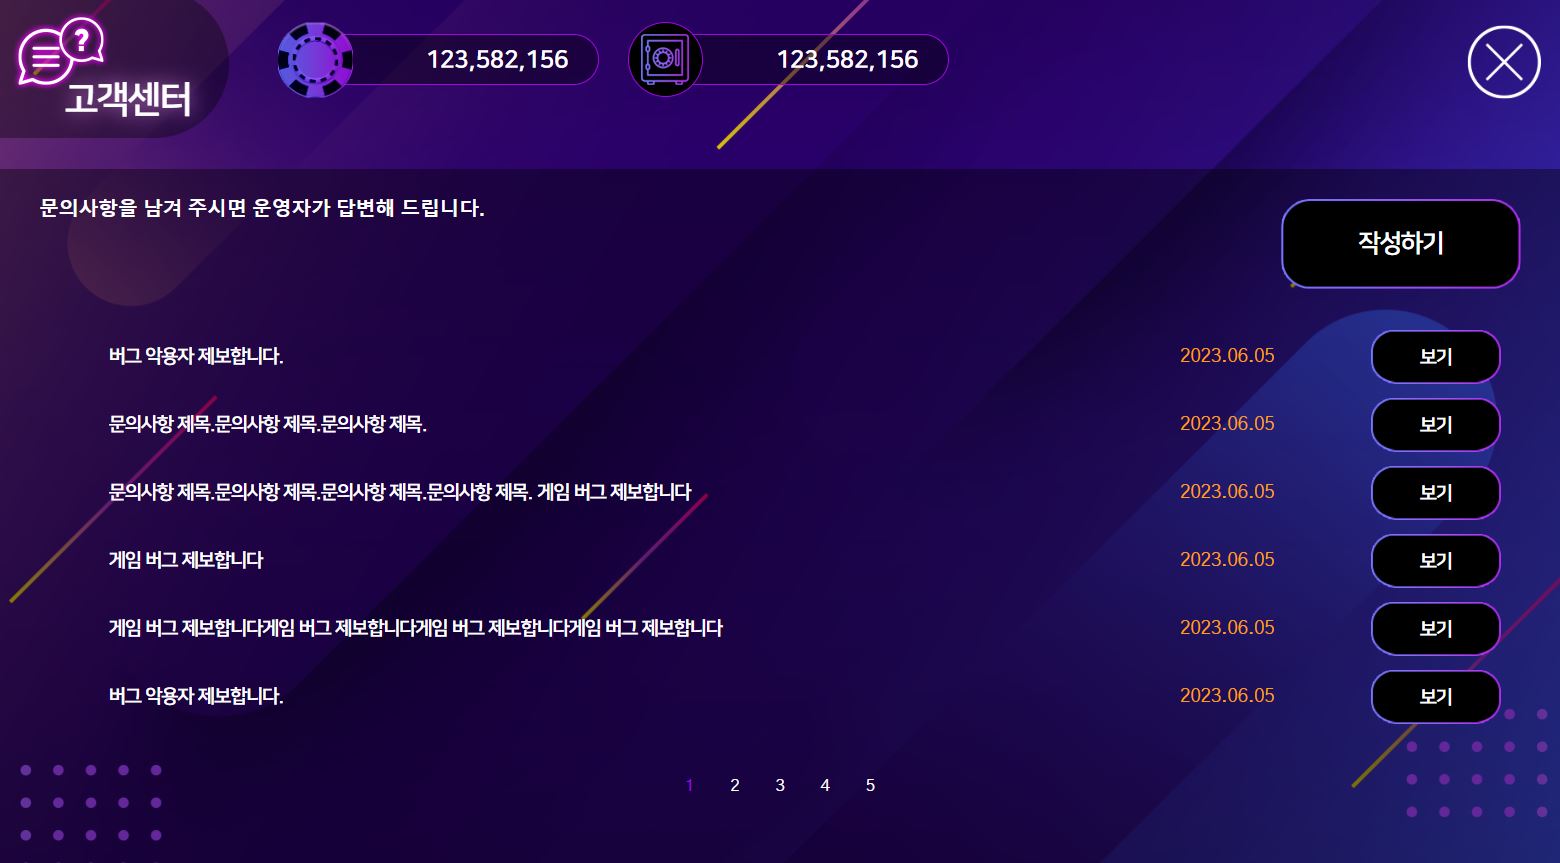 ?
고객센터
123,582,156
123,582,156
문의사항을 남겨 주시면 운영자가 답변해 드립니다.
작성하기
버그 악용자 제보합니다.
2023.06.05
보기
문의사항 제목.문의사항 제목.문의사항 제목.
2023.06.05
보기
문의사항 제목.문의사항 제목.문의사항 제목.문의사항 제목. 게임 버그 제보합니다
2023.06.05
보기
게임 버그 제보합니다
2023.06.05
보기
게임 버그 제보합니다게임 버그 제보합니다게임 버그 제보합니다게임 버그 제보합니다
2023.06.05
보기
버그 악용자 제보합니다.
2023.06.05
보기
1 2 3 4 5